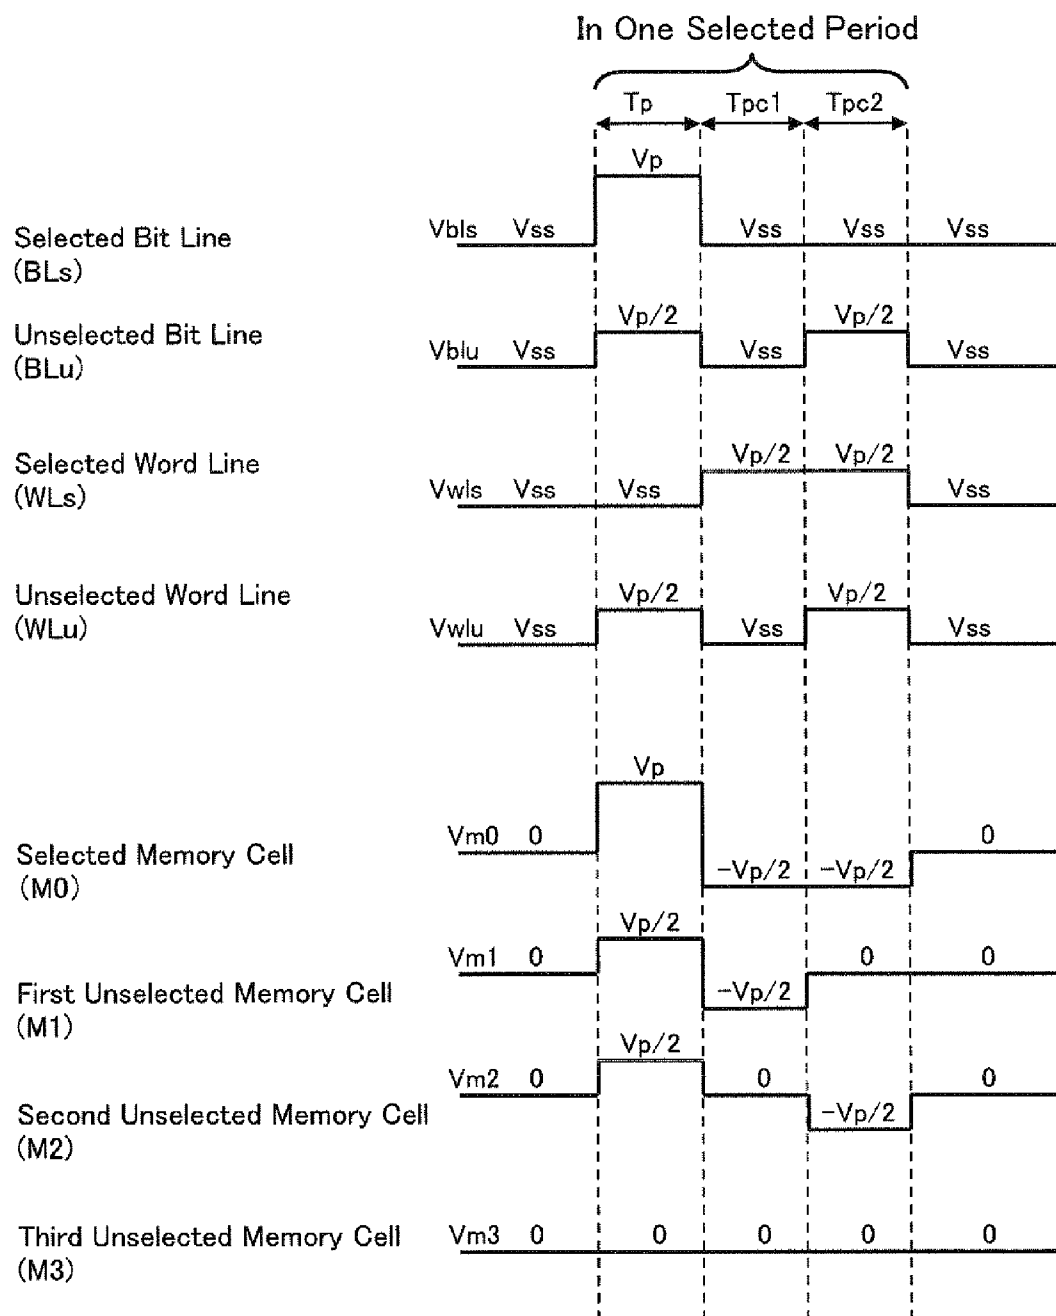 In One Selected Period
Tp Tpc1 Tpc2
Vp
Selected Bit Line
(BLs)
Vbls Vss Vss Vss Vss
Vp/2 Vp/2
Unselected Bit Line
(BLu)
Vblu Vss Vss Vss
Vp/2 Vp/2
Selected Word Line
(WLs)
Vwls Vss Vss Vss
Vp/2 Vp/2
Unselected Word Line
(WLu)
Vwlu Vss Vss Vss
Vp
Vm0 0 0
Selected Memory Cell
(M0)
-Vp/2 -Vp/2
Vp/2
Vm1 0 0 0
First Unselected Memory Cell
(M1)
-Vp/2
Vp/2
Vm2 0 0 0
Second Unselected Memory Cell
(M2)
-Vp/2
Third Unselected Memory Cell
(M3)
Vm3 0 0 0 0 0